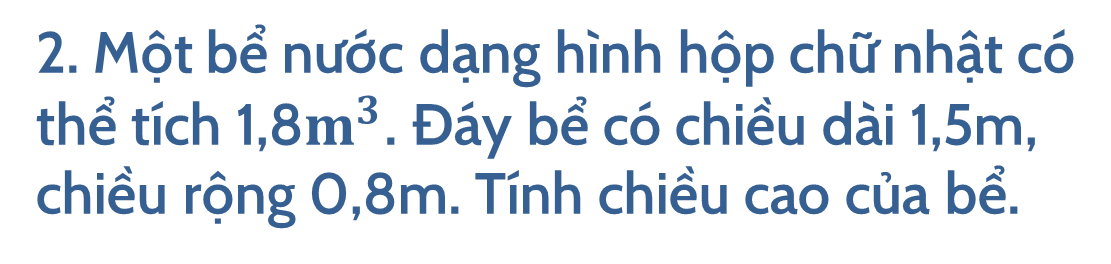 2. Một bể nước dạng hình hộp chữ nhật có
thể tích 1,8m³. Đáy bể có chiều dài 1,5m,
chiều rộng 0,8m. Tính chiều cao của bể.